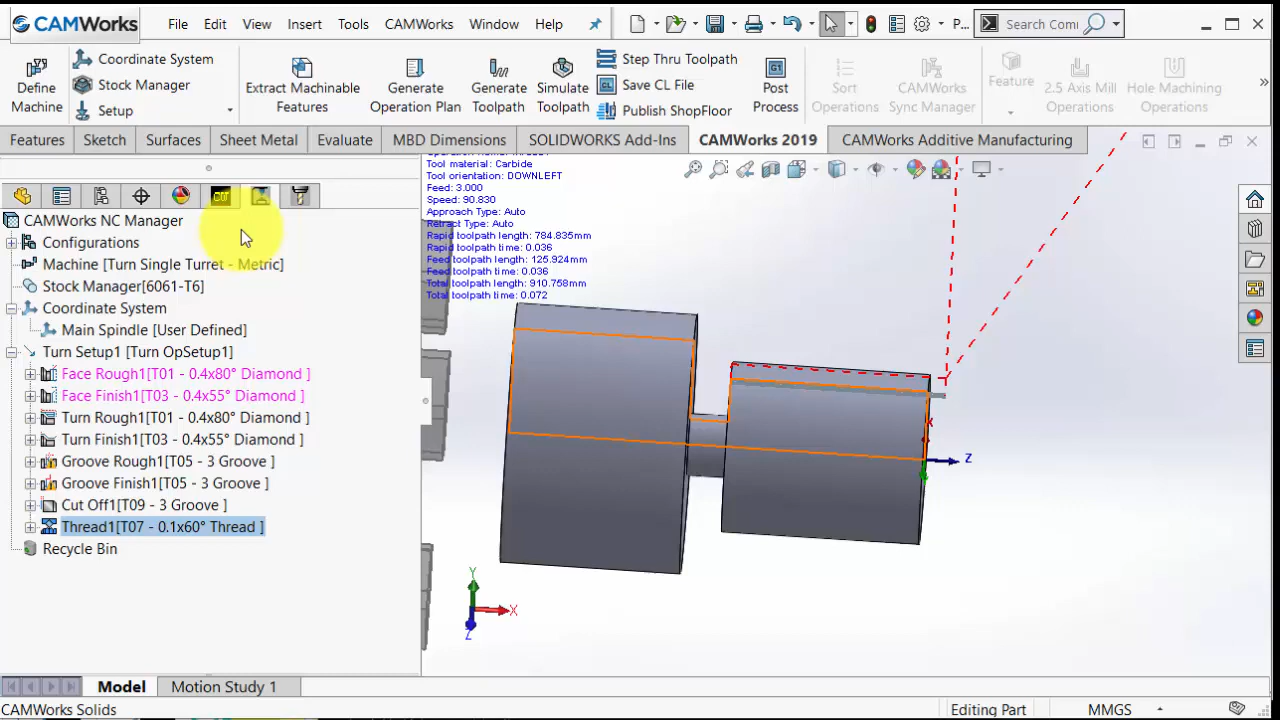 CAMWorks File Edit View Insert Tools CAMWorks Window Help P... Search Comi
Define Machine
Coordinate System
Stock Manager
Setup
Extract Machinable Features
Generate Operation Plan
Generate Toolpath
Simulate Toolpath
Step Thru Toolpath
Save CL File
Publish ShopFloor
G1
Post Process
Sort Operations
CAMWorks Sync Manager
Feature
2.5 Axis Mill Operations
Hole Machining Operations
Features Sketch Surfaces Sheet Metal Evaluate MBD Dimensions SOLIDWORKS Add-Ins CAMWorks 2019 CAMWorks Additive Manufacturing
CAMWorks NC Manager
Configurations
Machine [Turn Single Turret - Metric]
Stock Manager[6061-T6]
Coordinate System
Main Spindle [User Defined]
Turn Setup1 [Turn OpSetup1]
Face Rough1[T01 - 0.4x80° Diamond ]
Face Finish1[T03 - 0.4x55° Diamond ]
Turn Rough1[T01 - 0.4x80° Diamond ]
Turn Finish1[T03 - 0.4x55° Diamond ]
Groove Rough1[T05 - 3 Groove ]
Groove Finish1[T05 - 3 Groove ]
Cut Off1[T09 - 3 Groove ]
Thread1[T07 - 0.1x60° Thread ]
Recycle Bin
Tool material: Carbide
Tool orientation: DOWNLEFT
Feed: 3.000
Speed: 90.830
Approach Type: Auto
Retract Type: Auto
Rapid toolpath length: 784.835mm
Rapid toolpath time: 0.036
Feed toolpath length: 125.924mm
Feed toolpath time: 0.036
Total toolpath length: 910.758mm
Total toolpath time: 0.072
X
Z
Y
X
Z
Model Motion Study 1
CAMWorks Solids Editing Part MMGS